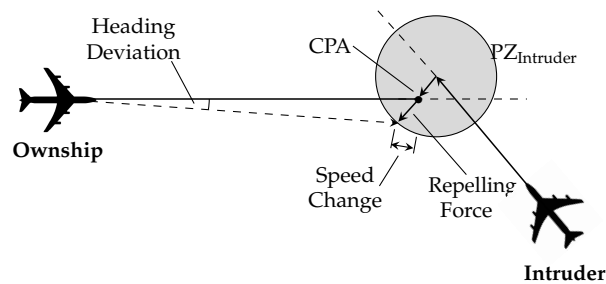 Heading
Deviation
CPA
PZIntruder
Ownship
Speed
Change
Repelling
Force
Intruder